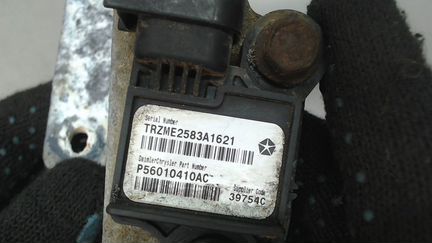 Serial Number
TRZME2583A1621
DaimlerChrysler Part Number
P56010410AC
Supplier Code
39754C